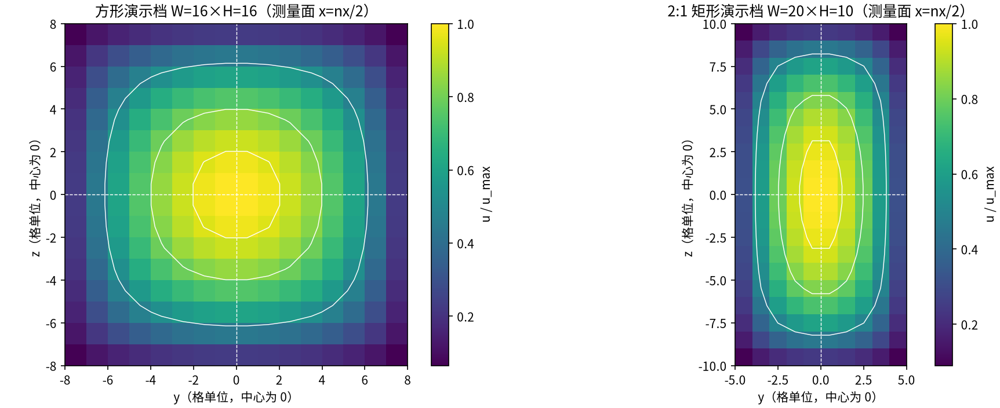 方形演示档 W=16×H=16（测量面 x=nx/2）
8
6
4
2
0
-2
-4
-6
-8
z（格单位，中心为 0）
-8 -6 -4 -2 0 2 4 6 8
y（格单位，中心为 0）
1.0
0.8
0.6
0.4
0.2
u / u_max
2:1 矩形演示档 W=20×H=10（测量面 x=nx/2）
10.0
7.5
5.0
2.5
0.0
-2.5
-5.0
-7.5
-10.0
z（格单位，中心为 0）
-5.0 -2.5 0.0 2.5 5.0
y（格单位，中心为 0）
1.0
0.8
0.6
0.4
0.2
u / u_max